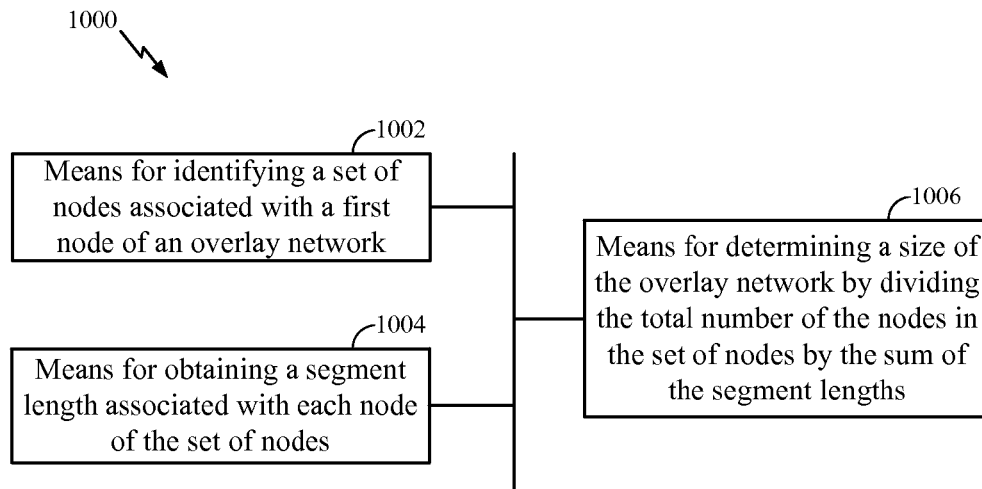 1000
1002
Means for identifying a set of
nodes associated with a first
node of an overlay network
1004
Means for obtaining a segment
length associated with each node
of the set of nodes
1006
Means for determining a size of
the overlay network by dividing
the total number of the nodes in
the set of nodes by the sum of
the segment lengths